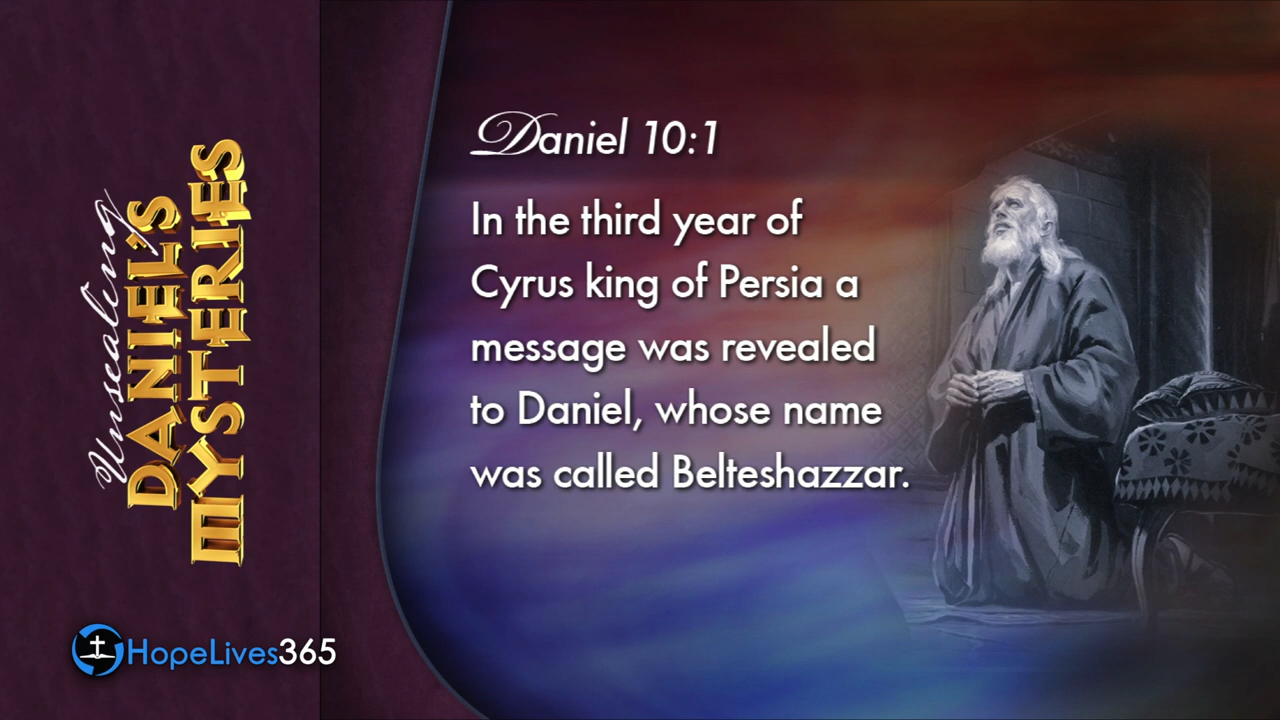 Unsealing
DANIEL'S
MYSTERIES
HopeLives365
Daniel 10:1
In the third year of
Cyrus king of Persia a
message was revealed
to Daniel, whose name
was called Belteshazzar.